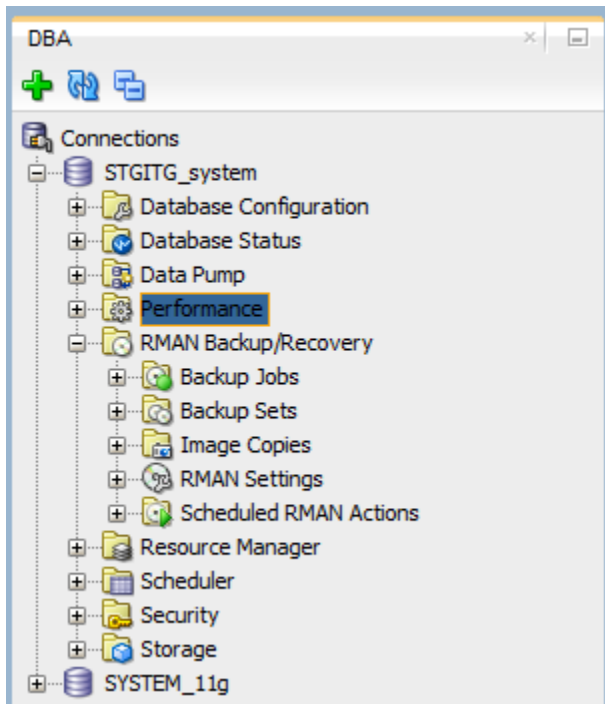 DBA
Connections
STGITG_system
Database Configuration
Database Status
Data Pump
Performance
RMAN Backup/Recovery
Backup Jobs
Backup Sets
Image Copies
RMAN Settings
Scheduled RMAN Actions
Resource Manager
Scheduler
Security
Storage
SYSTEM_11g